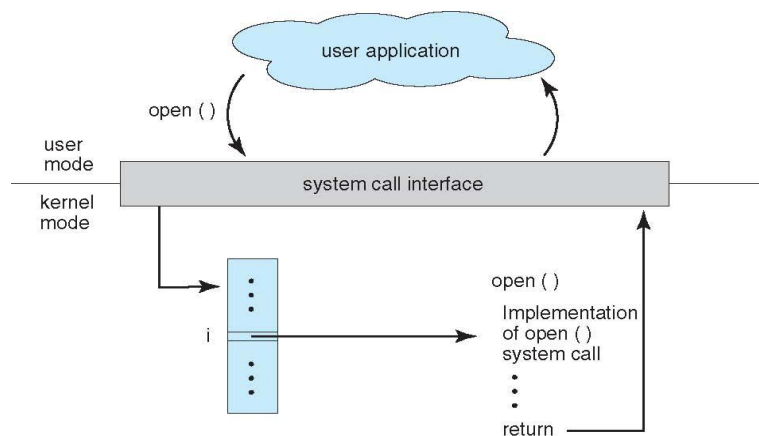 user application
open ( )
user
mode
system call interface
kernel
mode
open ( )
i
Implementation
of open ( )
system call
return